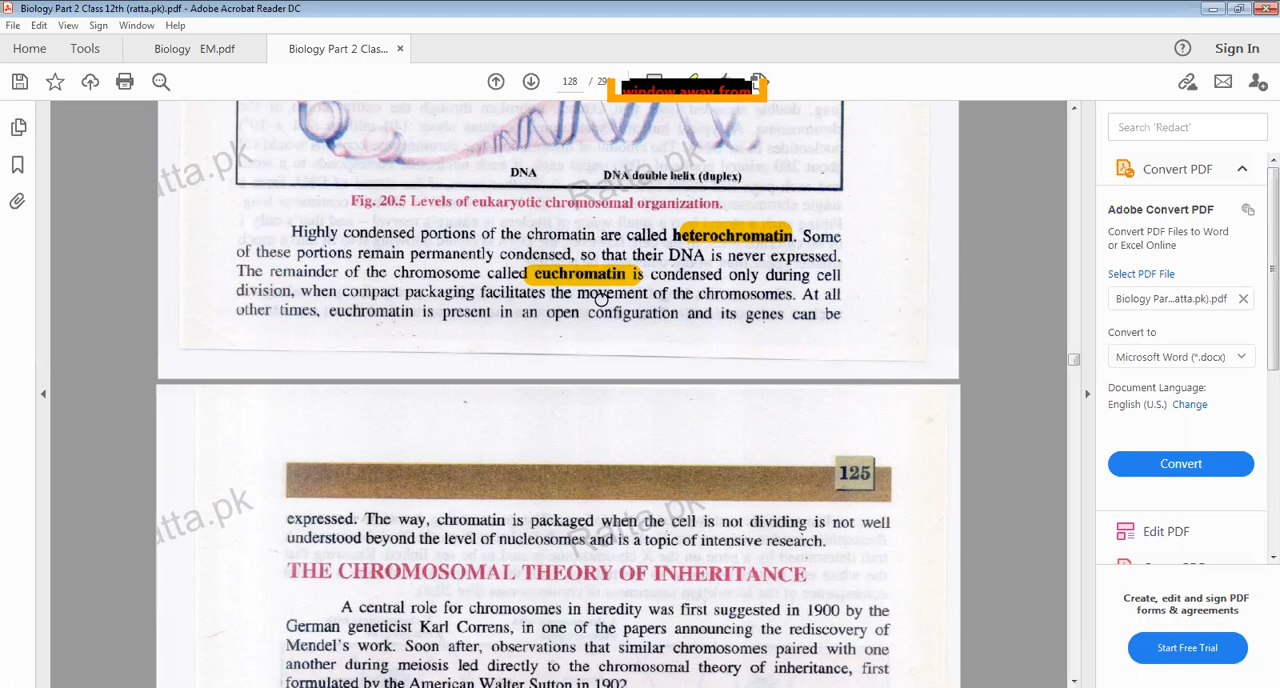 Biology Part 2 Class 12th (ratta.pk).pdf - Adobe Acrobat Reader DC
File Edit View Sign Window Help
Home Tools Biology EM.pdf Biology Part 2 Clas... × Sign In
128 / 29
window away from
Search 'Redact'
Convert PDF
Adobe Convert PDF
Convert PDF Files to Word
or Excel Online
Select PDF File
Biology Par...atta.pk).pdf
Convert to
Microsoft Word (*.docx)
Document Language:
English (U.S.) Change
Convert
Edit PDF
Create, edit and sign PDF
forms & agreements
Start Free Trial
DNA DNA double helix (duplex)
Ratta.pk
Fig. 20.5 Levels of eukaryotic chromosomal organization.
Highly condensed portions of the chromatin are called heterochromatin. Some
of these portions remain permanently condensed, so that their DNA is never expressed.
The remainder of the chromosome called euchromatin is condensed only during cell
division, when compact packaging facilitates the movement of the chromosomes. At all
other times, euchromatin is present in an open configuration and its genes can be
125
expressed. The way, chromatin is packaged when the cell is not dividing is not well
understood beyond the level of nucleosomes and is a topic of intensive research.
THE CHROMOSOMAL THEORY OF INHERITANCE
A central role for chromosomes in heredity was first suggested in 1900 by the
German geneticist Karl Correns, in one of the papers announcing the rediscovery of
Mendel's work. Soon after, observations that similar chromosomes paired with one
another during meiosis led directly to the chromosomal theory of inheritance, first
formulated by the American Walter Sutton in 1902